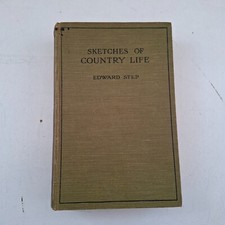 SKETCHES OF
COUNTRY LIFE
EDWARD STEP